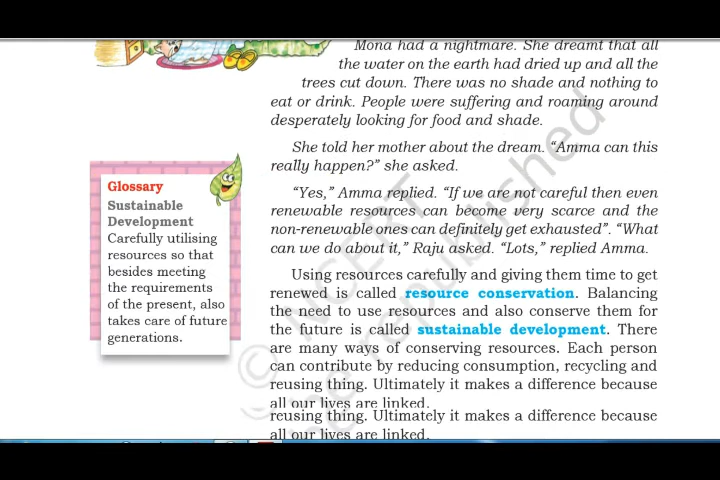 Mona had a nightmare. She dreamt that all
the water on the earth had dried up and all the
trees cut down. There was no shade and nothing to
eat or drink. People were suffering and roaming around
desperately looking for food and shade.
She told her mother about the dream. “Amma can this
really happen?” she asked.
“Yes,” Amma replied. “If we are not careful then even
renewable resources can become very scarce and the
non-renewable ones can definitely get exhausted”. “What
can we do about it,” Raju asked. “Lots,” replied Amma.
Glossary
Sustainable
Development
Carefully utilising
resources so that
besides meeting
the requirements
of the present, also
takes care of future
generations.
Using resources carefully and giving them time to get
renewed is called resource conservation. Balancing
the need to use resources and also conserve them for
the future is called sustainable development. There
are many ways of conserving resources. Each person
can contribute by reducing consumption, recycling and
reusing thing. Ultimately it makes a difference because
all our lives are linked.
reusing thing. Ultimately it makes a difference because
all our lives are linked.
© NCERT
be republished